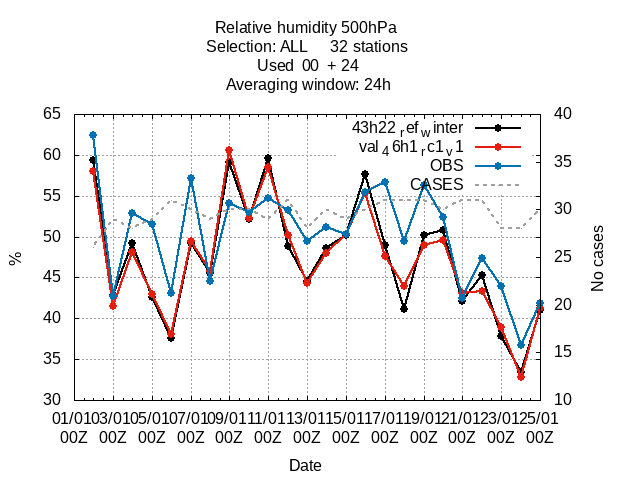 Relative humidity 500hPa
Selection: ALL 32 stations
Used 00 + 24
Averaging window: 24h
65 40
43h22 refwinter
val46h1rc1v1
60 OBS 35
CASES
55
30
50
%
25
No cases
45
40 20
35 15
30 10
01/01 03/01 05/01 07/01 09/01 11/01 13/01 15/01 17/01 19/01 21/01 23/01 25/01
00Z 00Z 00Z 00Z 00Z 00Z 00Z 00Z 00Z 00Z 00Z 00Z 00Z
Date